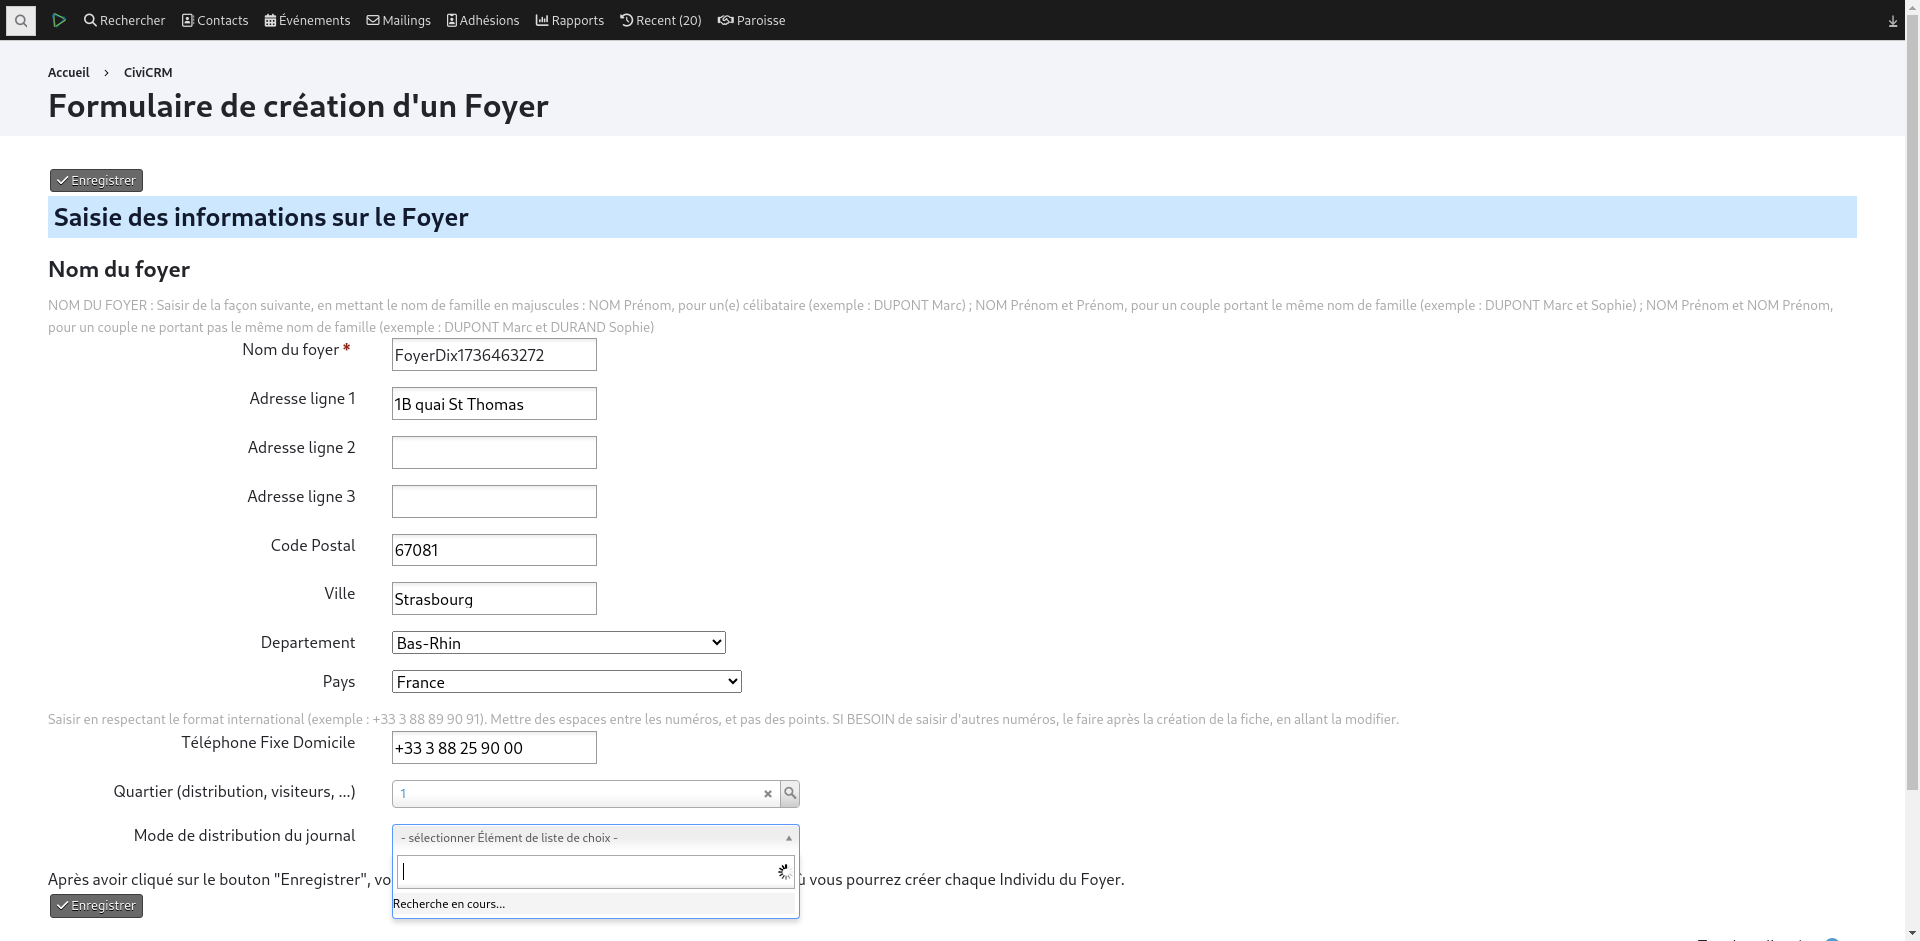 Rechercher Contacts Événements Mailings Adhésions Rapports Recent (20) Paroisse
Accueil > CiviCRM
Formulaire de création d'un Foyer
Enregistrer
Saisie des informations sur le Foyer
Nom du foyer
NOM DU FOYER : Saisir de la façon suivante, en mettant le nom de famille en majuscules : NOM Prénom, pour un(e) célibataire (exemple : DUPONT Marc) ; NOM Prénom et Prénom, pour un couple portant le même nom de famille (exemple : DUPONT Marc et Sophie) ; NOM Prénom et NOM Prénom,
pour un couple ne portant pas le même nom de famille (exemple : DUPONT Marc et DURAND Sophie)
Nom du foyer * FoyerDix1736463272
Adresse ligne 1 1B quai St Thomas
Adresse ligne 2
Adresse ligne 3
Code Postal 67081
Ville Strasbourg
Departement Bas-Rhin
Pays France
Saisir en respectant le format international (exemple : +33 3 88 89 90 91). Mettre des espaces entre les numéros, et pas des points. SI BESOIN de saisir d'autres numéros, le faire après la création de la fiche, en allant la modifier.
Téléphone Fixe Domicile +33 3 88 25 90 00
Quartier (distribution, visiteurs, ...) 1
Mode de distribution du journal - sélectionner Élément de liste de choix -
Après avoir cliqué sur le bouton "Enregistrer", vo ù vous pourrez créer chaque Individu du Foyer.
Recherche en cours...
Enregistrer